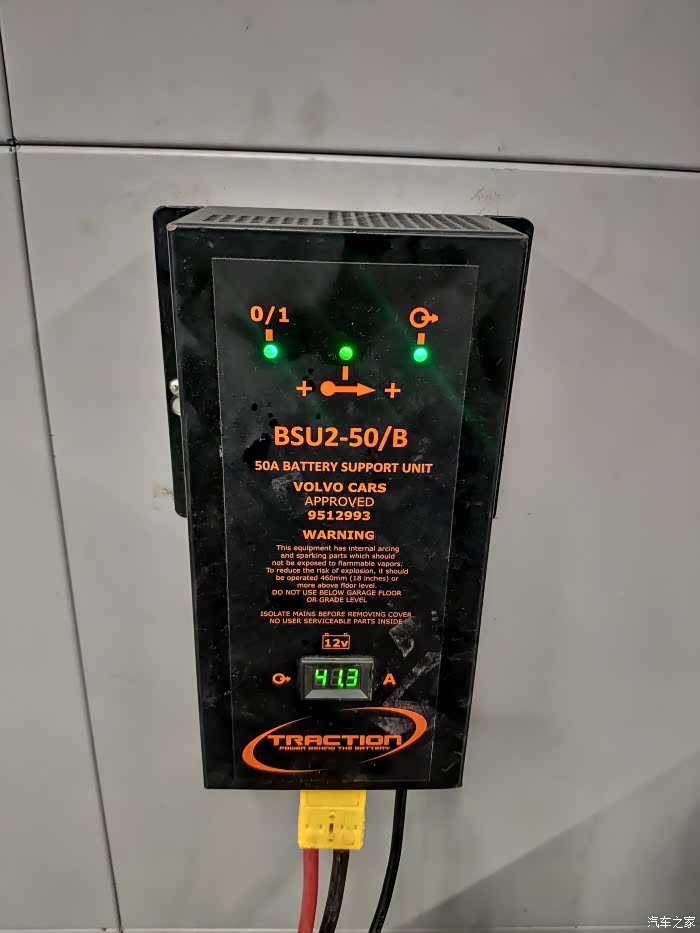 0/1
+ +
BSU2-50/B
50A BATTERY SUPPORT UNIT
VOLVO CARS
APPROVED
9512993
WARNING
This equipment has internal arcing
and sparking parts which should
not be exposed to flammable vapors.
To reduce the risk of explosion, it should
be operated 460mm (18 inches) or
more above floor level.
DO NOT USE BELOW GARAGE FLOOR
OR GRADE LEVEL
ISOLATE MAINS BEFORE REMOVING COVER
NO USER SERVICEABLE PARTS INSIDE
12v
41.3 A
TRACTION
POWER BEHIND THE BATTERY
汽车之家